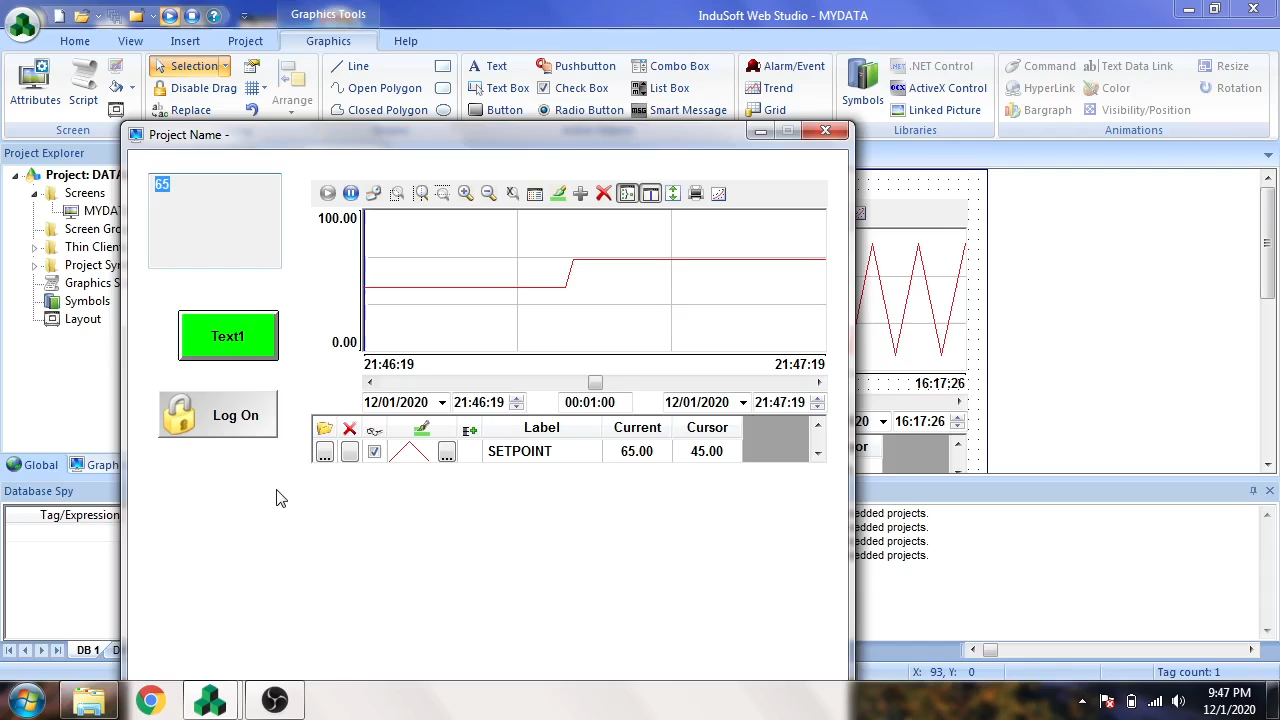 Graphics Tools
InduSoft Web Studio - MYDATA
Home View Insert Project Graphics Help
Selection
Disable Drag
Replace
Attributes Script
Arrange
Screen
Line
Open Polygon
Closed Polygon
Text Pushbutton Combo Box
Text Box Check Box List Box
Button Radio Button Smart Message
Alarm/Event
Trend
Grid
Symbols
.NET Control
ActiveX Control
Linked Picture
Libraries
Command Text Data Link Resize
HyperLink Color Rotation
Bargraph Visibility/Position
Animations
Project Explorer
Project: DATA
Screens
MYDA
Screen Gro
Thin Clien
Project Sy
Graphics S
Symbols
Layout
Global Graph
Database Spy
Tag/Expression
DB 1
Project Name -
65
Text1
Log On
100.00
0.00
21:46:19 21:47:19
12/01/2020 21:46:19 00:01:00 12/01/2020 21:47:19
Label Current Cursor
SETPOINT 65.00 45.00
16:17:26
20 16:17:26
or
edded projects.
edded projects.
edded projects.
edded projects.
X: 93, Y: 0
Tag count: 1
9:47 PM
12/1/2020